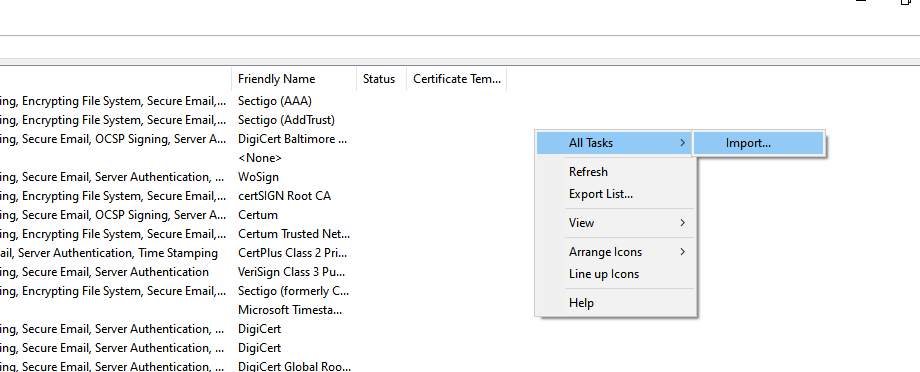 Friendly Name Status Certificate Tem...
ing, Encrypting File System, Secure Email,... Sectigo (AAA)
ing, Encrypting File System, Secure Email,... Sectigo (AddTrust)
ing, Secure Email, OCSP Signing, Server A... DigiCert Baltimore ...
<None>
ing, Secure Email, Server Authentication, ... WoSign
ing, Encrypting File System, Secure Email,... certSIGN Root CA
ing, Secure Email, OCSP Signing, Server A... Certum
ing, Encrypting File System, Secure Email,... Certum Trusted Net...
ail, Server Authentication, Time Stamping CertPlus Class 2 Pri...
ing, Secure Email, Server Authentication VeriSign Class 3 Pu...
ing, Encrypting File System, Secure Email,... Sectigo (formerly C...
Microsoft Timesta...
ing, Secure Email, Server Authentication, ... DigiCert
ing, Secure Email, Server Authentication, ... DigiCert
ing, Secure Email, Server Authentication, ... DigiCert Global Roo...
All Tasks
Import...
Refresh
Export List...
View
Arrange Icons
Line up Icons
Help